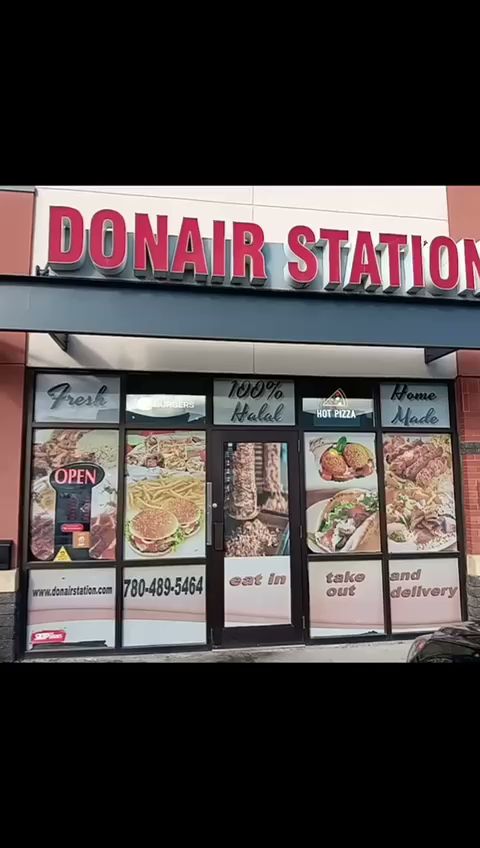 DONAIR STATION
Fresh
BURGERS
100%
Halal
HOT PIZZA
Home
Made
OPEN
eat in
take
out
and
delivery
www.donairstation.com
780-489-5464
SKIP